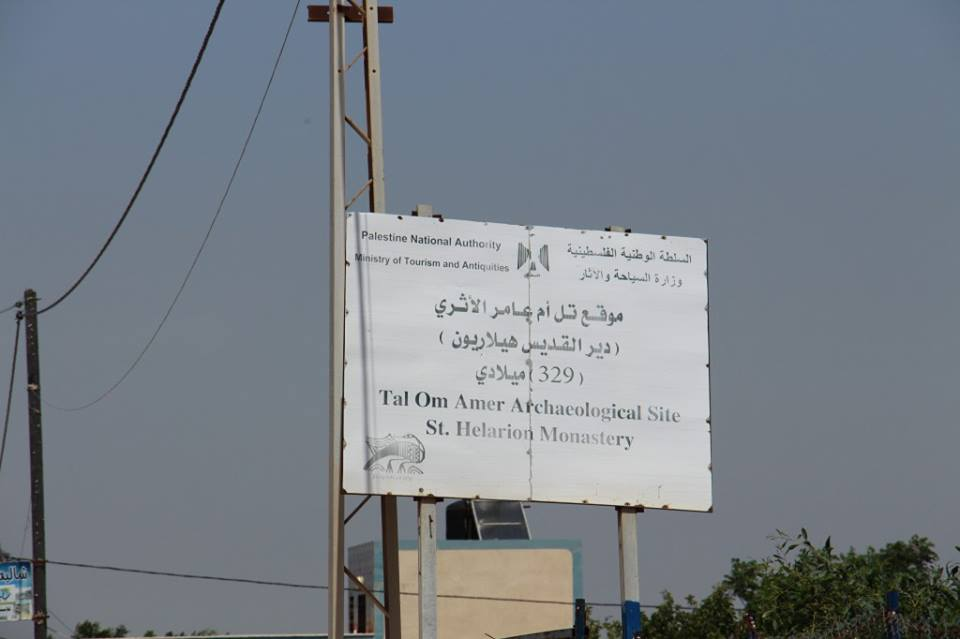 Palestine National Authority
Ministry of Tourism and Antiquities
السلطة الوطنية الفلسطينية
وزارة السياحة والآثار
موقع تل أم عامر الأثري
( دير القديس هيلاريون )
( 329 ) ميلادي
Tal Om Amer Archaeological Site
St. Helarion Monastery